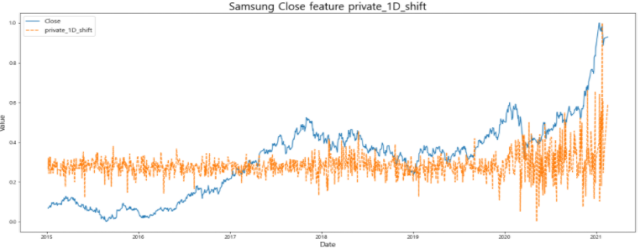 Samsung Close feature private_1D_shift
Close
private_1D_shift
1.0
0.8
0.6
0.4
0.2
0.0
Value
2015 2016 2017 2018 2019 2020 2021
Date